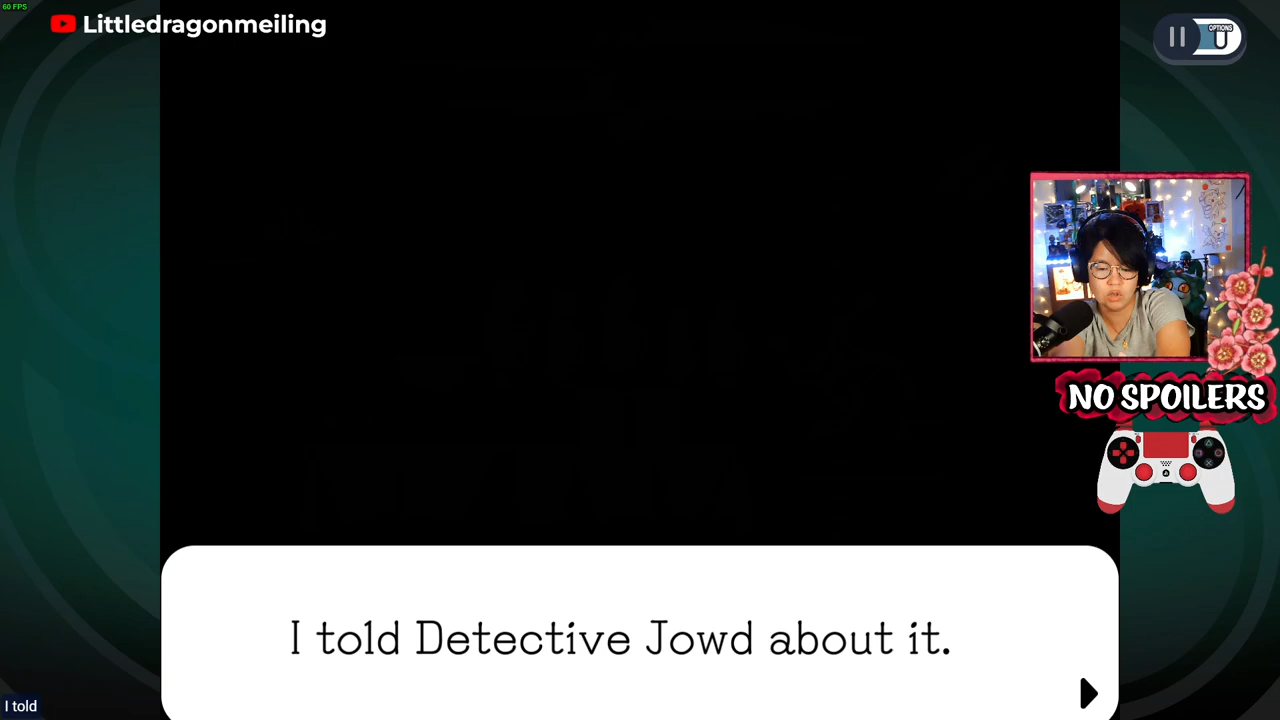 60 FPS
Littledragonmeiling
OPTIONS
NO SPOILERS
I told Detective Jowd about it.
I told